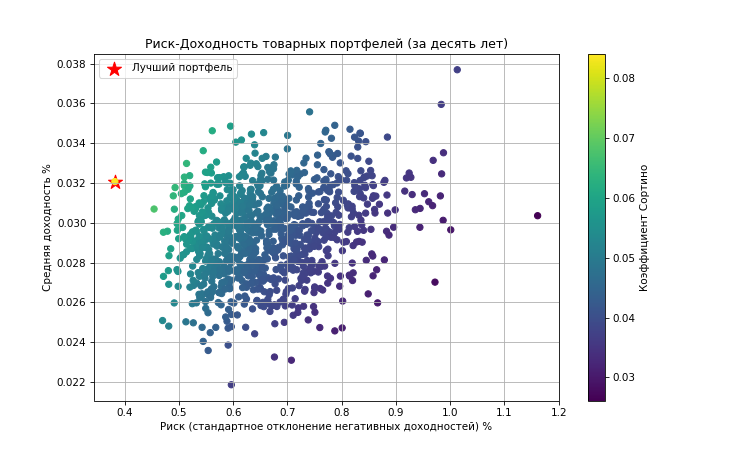 Риск-Доходность товарных портфелей (за десять лет)
Лучший портфель
Средняя доходность %
0.038
0.036
0.034
0.032
0.030
0.028
0.026
0.024
0.022
0.4 0.5 0.6 0.7 0.8 0.9 1.0 1.1 1.2
Риск (стандартное отклонение негативных доходностей) %
0.08
0.07
0.06
0.05
0.04
0.03
Коэффициент Сортино